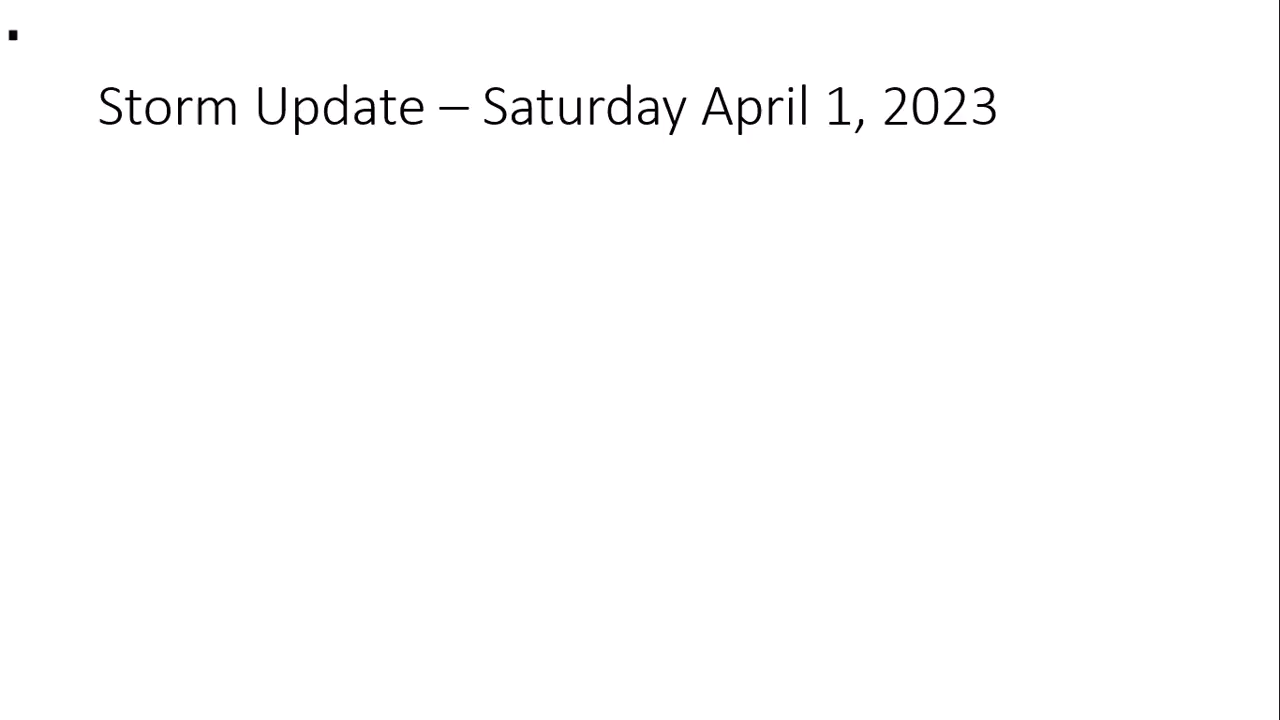 Storm Update – Saturday April 1, 2023